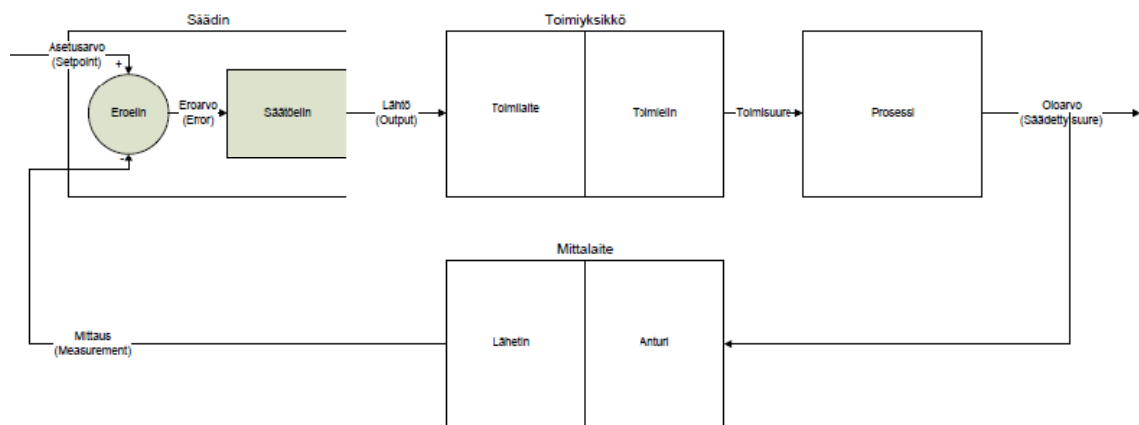 Säädin
Toimiyksikkö
Asetusarvo
(Setpoint)
+
Eroelin
-
Eroarvo
(Error)
Säätöelin
Lähtö
(Output)
Toimilaite
Toimielin
Toimisuure
Prosessi
Oloarvo
(Säädettysuure)
Mittalaite
Mittaus
(Measurement)
Lähetin
Anturi